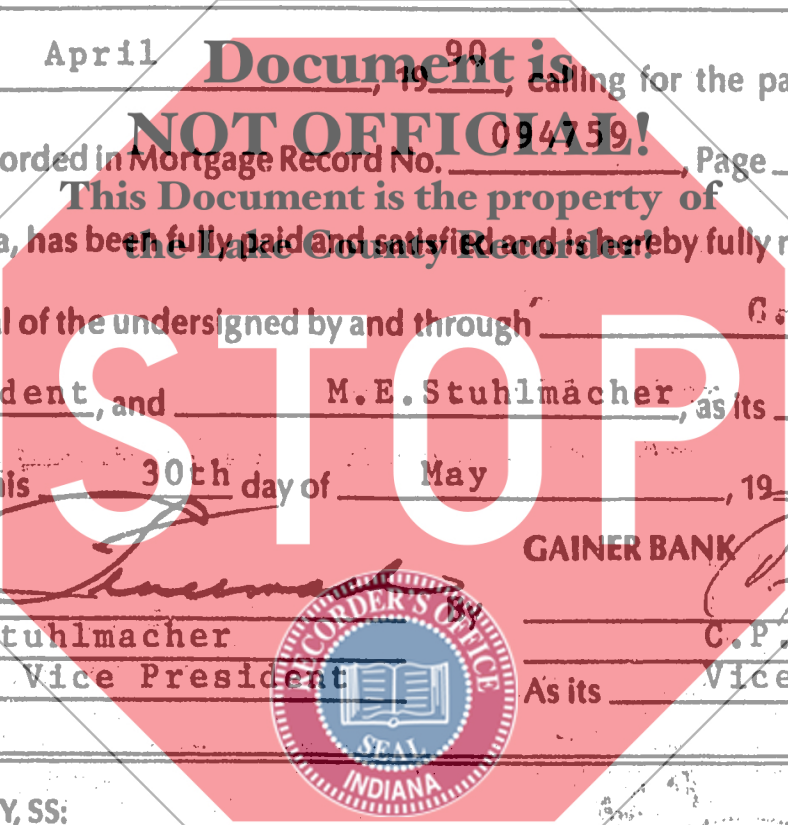 April , 19 90 , calling for the pa
Document is
NOT OFFICIAL!
orded in Mortgage Record No. 094759 , Page
This Document is the property of
the Lake County Recorder!
a, has been fully paid and satisfied and is hereby fully r
l of the undersigned by and through C.
STOP
dent, and M.E.Stuhlmacher, as its
is 30th day of May , 19
GAINER BANK
BY
tuhlmacher C.P.
Vice President As its Vice
RECORDER'S OFFICE
SEAL
INDIANA
Y, SS: